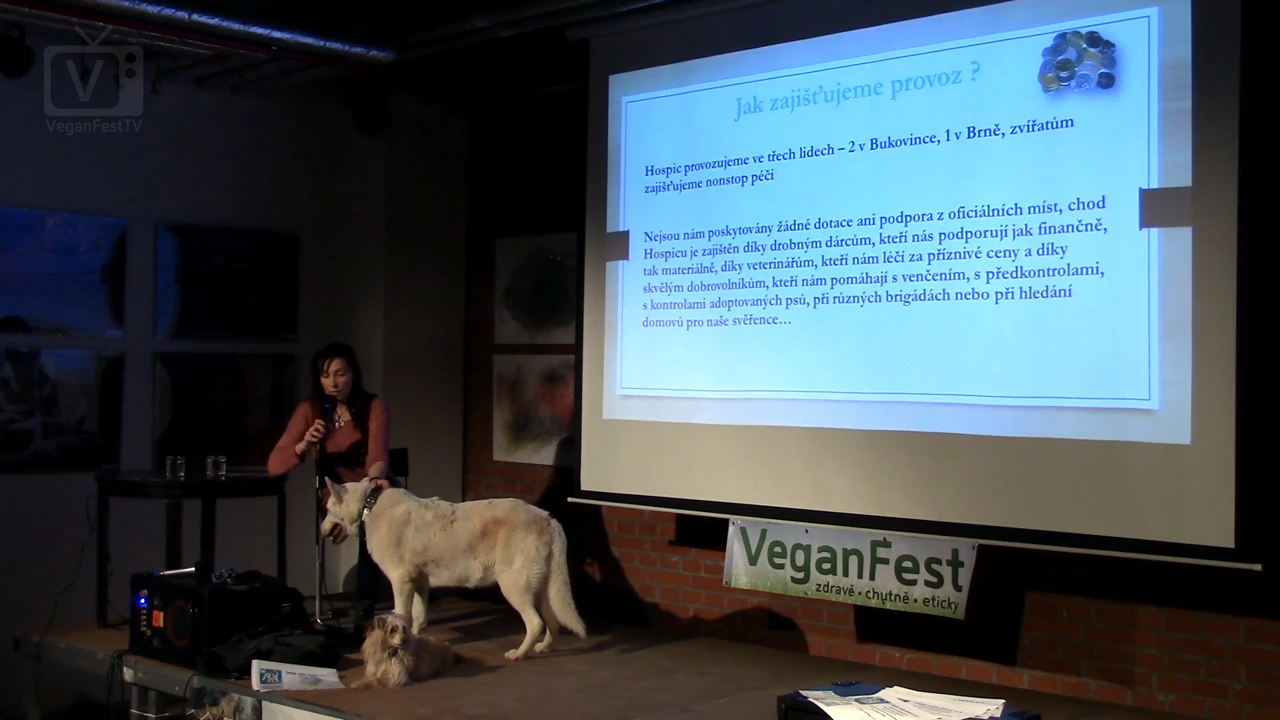 V
VeganFestTV
Jak zajišťujeme provoz ?
Hospic provozujeme ve třech lidech – 2 v Bukovince, 1 v Brně, zvířatům
zajišťujeme nonstop péči
Nejsou nám poskytovány žádné dotace ani podpora z oficiálních míst, chod
Hospicu je zajištěn díky drobným dárcům, kteří nás podporují jak finančně,
tak materiálně, díky veterinářům, kteří nám léčí za příznivé ceny a díky
skvělým dobrovolníkům, kteří nám pomáhají s venčením, s předkontrolami,
s kontrolami adoptovaných psů, při různých brigádách nebo při hledání
domovů pro naše svěřence…
VeganFest
zdravě • chutně • eticky